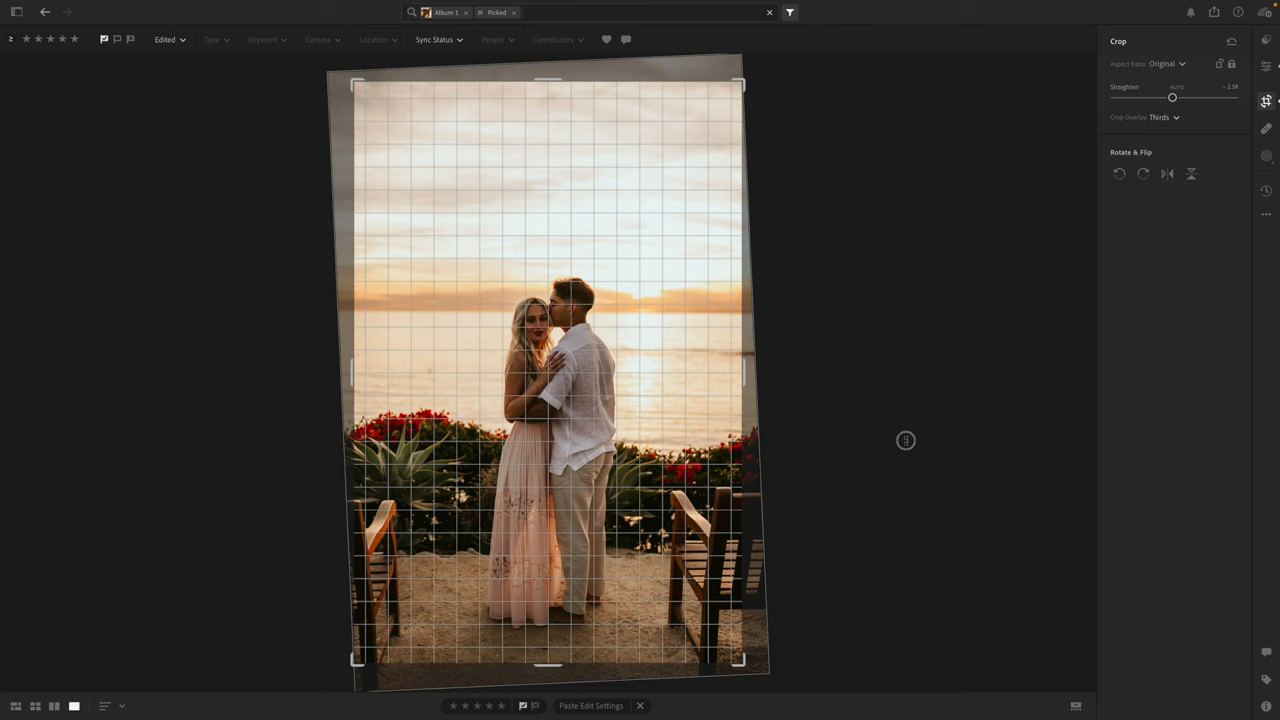 Album 1 Picked
Edited Type Keyword Camera Location Sync Status People Contributors
Crop
Aspect Ratio Original
Straighten AUTO – 2.58
Crop Overlay Thirds
Rotate & Flip
Paste Edit Settings